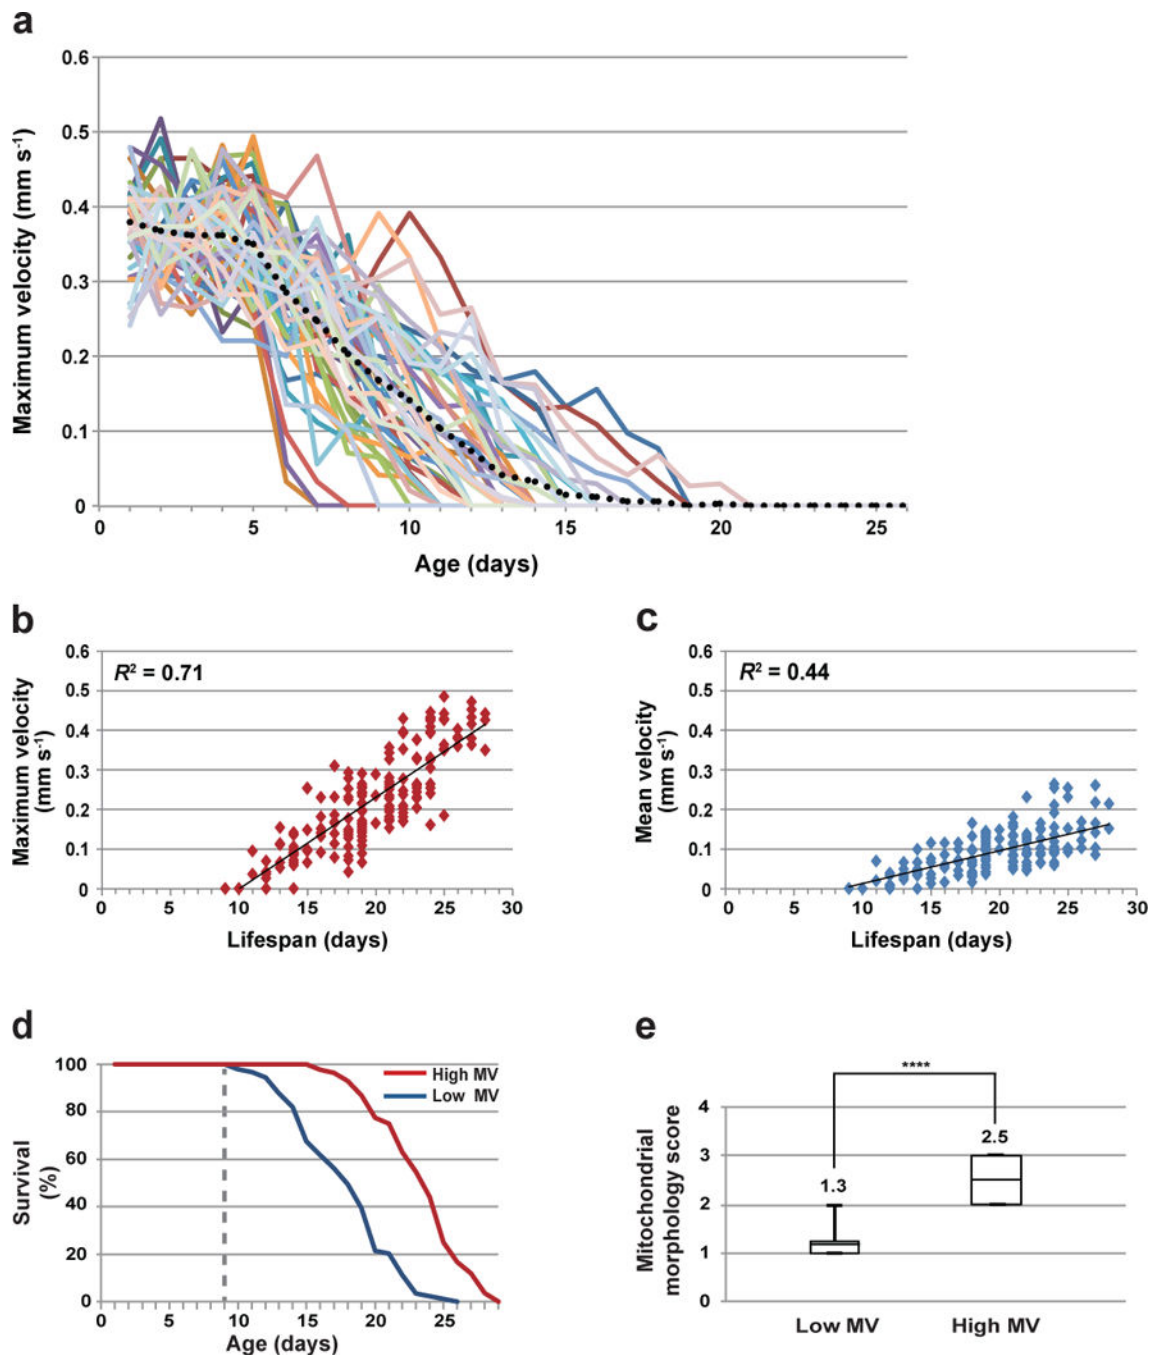 a
0.6
0.5
0.4
0.3
0.2
0.1
0
Maximum velocity (mm s⁻¹)
0 5 10 15 20 25
Age (days)
b
0.6
0.5
0.4
0.3
0.2
0.1
0
R² = 0.71
Maximum velocity
(mm s⁻¹)
0 5 10 15 20 25 30
Lifespan (days)
c
0.6
0.5
0.4
0.3
0.2
0.1
0
R² = 0.44
Mean velocity
(mm s⁻¹)
0 5 10 15 20 25 30
Lifespan (days)
d
100
80
60
40
20
0
High MV
Low MV
Survival
(%)
0 5 10 15 20 25
Age (days)
e
****
4
3
2
1
0
1.3
2.5
Mitochondrial
morphology score
Low MV High MV